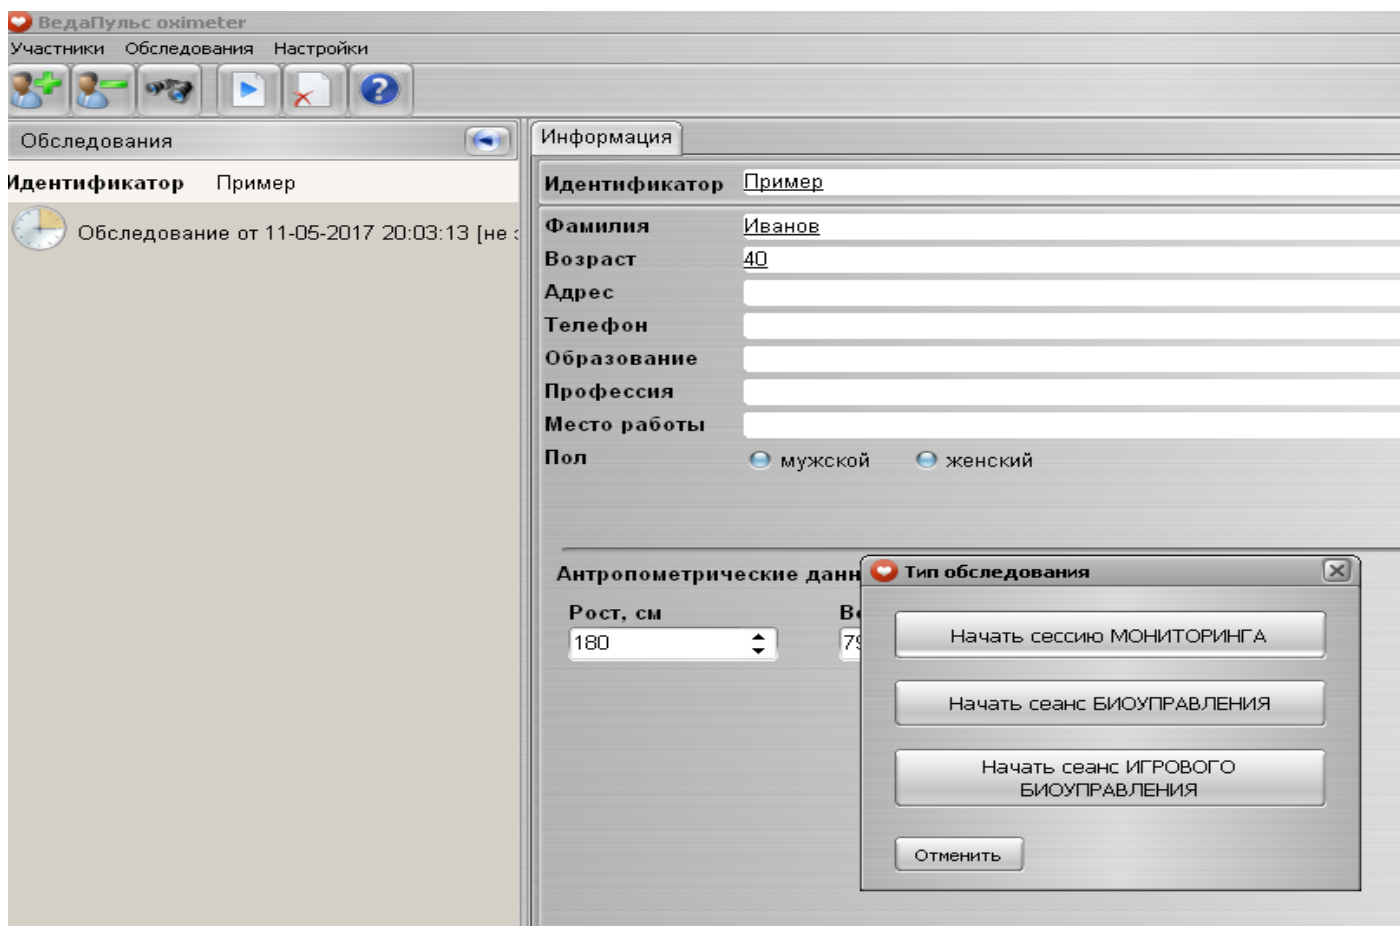 ВедаПульс oximeter
Участники Обследования Настройки
Обследования
Идентификатор Пример
Обследование от 11-05-2017 20:03:13 [не
Информация
Идентификатор Пример
Фамилия Иванов
Возраст 40
Адрес
Телефон
Образование
Профессия
Место работы
Пол мужской женский
Антропометрические данн
Рост, см
180
79
Тип обследования
Начать сессию МОНИТОРИНГА
Начать сеанс БИОУПРАВЛЕНИЯ
Начать сеанс ИГРОВОГО
БИОУПРАВЛЕНИЯ
Отменить